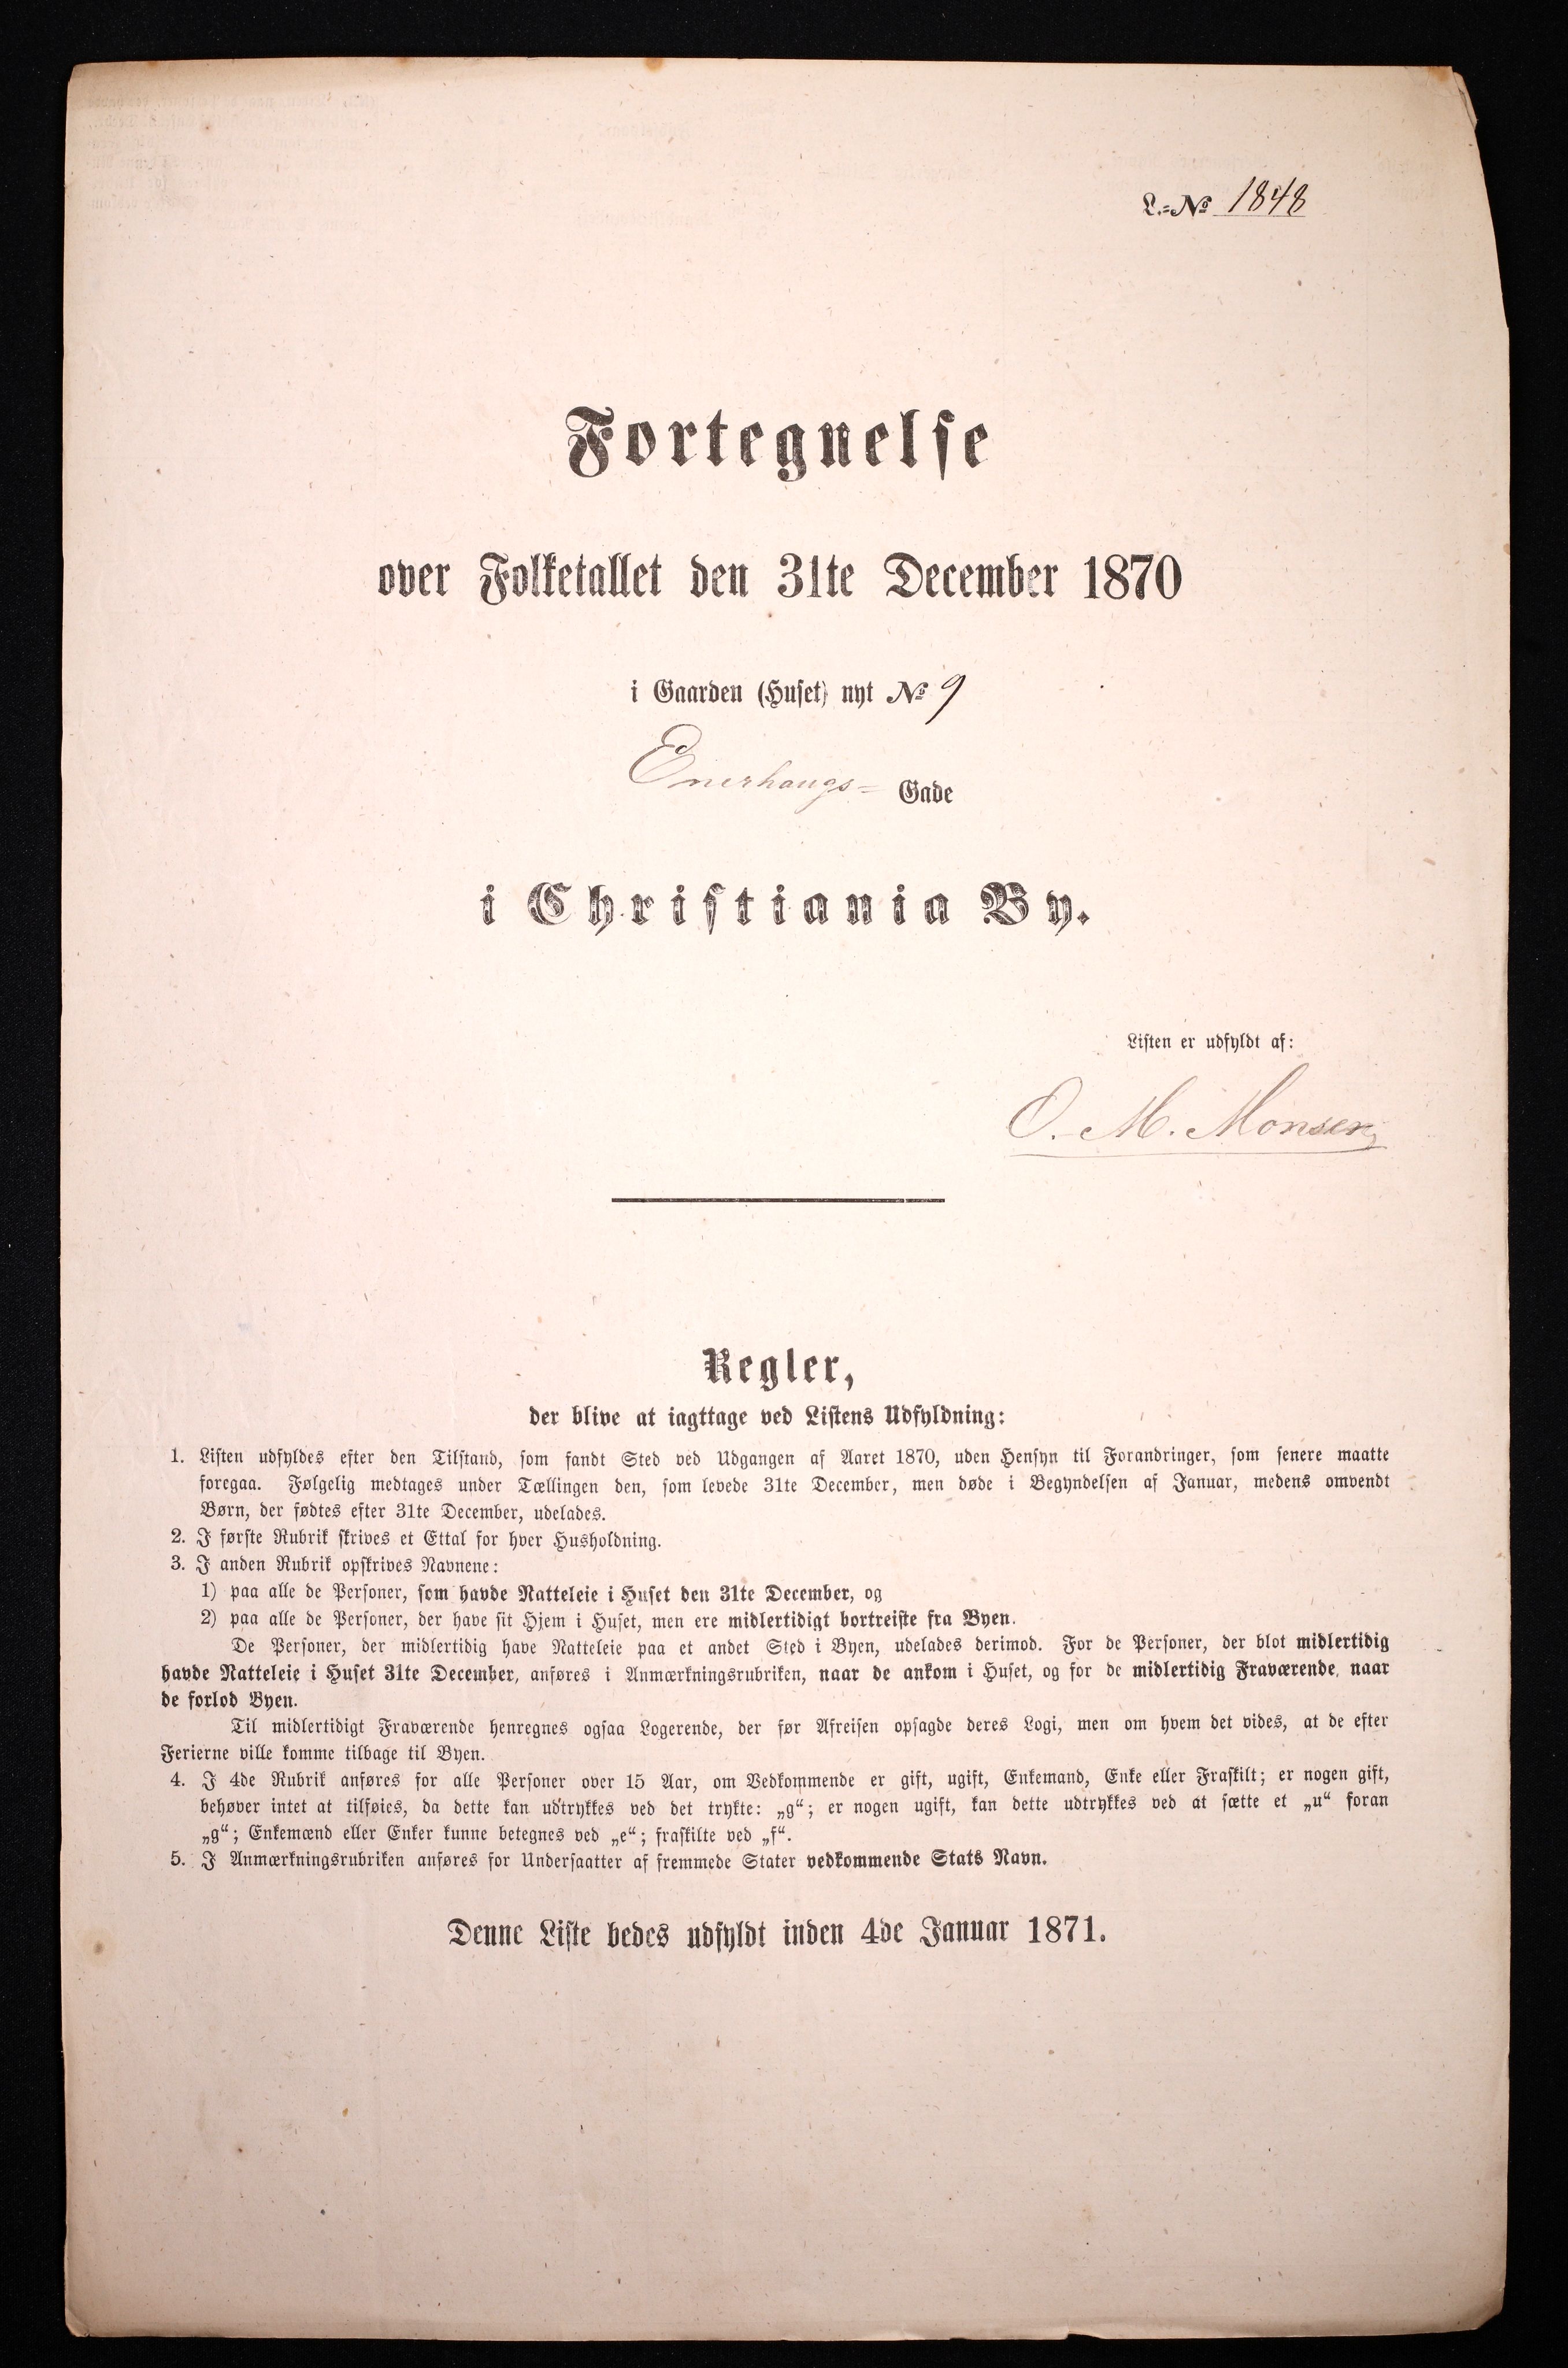 L.=№ 1848
Fortegnelse
over Folketallet den 31te December 1870
i Gaarden (Huset) nyt № 9
Enerhaugs= Gade
i Christiania By.
Listen er udfyldt af:
O. M. Monsen
Regler,
der blive at iagttage ved Listens Udfyldning:
1. Listen udfyldes efter den Tilstand, som fandt Sted ved Udgangen af Aaret 1870, uden Hensyn til Forandringer, som senere maatte
foregaa. Følgelig medtages under Tællingen den, som levede 31te December, men døde i Begyndelsen af Januar, medens omvendt
Børn, der fødtes efter 31te December, udelades.
2. I første Rubrik skrives et Ettal for hver Husholdning.
3. I anden Rubrik opskrives Navnene:
1) paa alle de Personer, som havde Natteleie i Huset den 31te December, og
2) paa alle de Personer, der have sit Hjem i Huset, men ere midlertidigt bortreiste fra Byen.
De Personer, der midlertidig have Natteleie paa et andet Sted i Byen, udelades derimod. For de Personer, der blot midlertidig
havde Natteleie i Huset 31te December, anføres i Anmærkningsrubriken, naar de ankom i Huset, og for de midlertidig Fraværende, naar
de forlod Byen.
Til midlertidigt Fraværende henregnes ogsaa Logerende, der før Afreisen opsagde deres Logi, men om hvem det vides, at de efter
Ferierne ville komme tilbage til Byen.
4. I 4de Rubrik anføres for alle Personer over 15 Aar, om Vedkommende er gift, ugift, Enkemand, Enke eller Fraskilt; er nogen gift,
behøver intet at tilføies, da dette kan udtrykkes ved det trykte: „g“; er nogen ugift, kan dette udtrykkes ved at sætte et „u“ foran
„g“; Enkemænd eller Enker kunne betegnes ved „e“; fraskilte ved „f“.
5. I Anmærkningsrubriken anføres for Undersaatter af fremmede Stater vedkommende Stats Navn.
Denne Liste bedes udfyldt inden 4de Januar 1871.